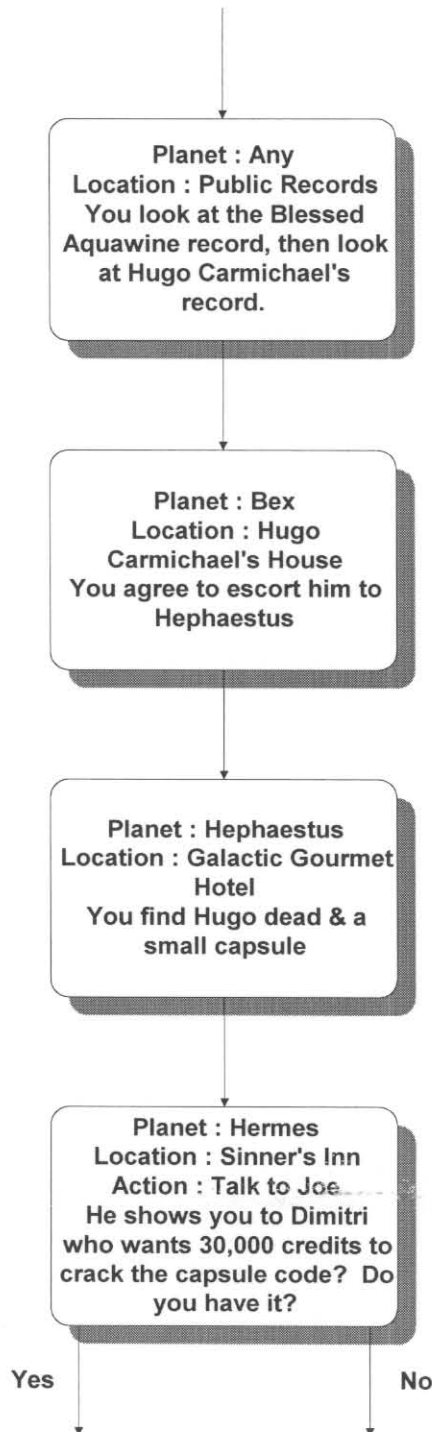 Planet : Any
Location : Public Records
You look at the Blessed
Aquawine record, then look
at Hugo Carmichael's
record.
Planet : Bex
Location : Hugo
Carmichael's House
You agree to escort him to
Hephaestus
Planet : Hephaestus
Location : Galactic Gourmet
Hotel
You find Hugo dead & a
small capsule
Planet : Hermes
Location : Sinner's Inn
Action : Talk to Joe
He shows you to Dimitri
who wants 30,000 credits to
crack the capsule code?  Do
you have it?
Yes
No